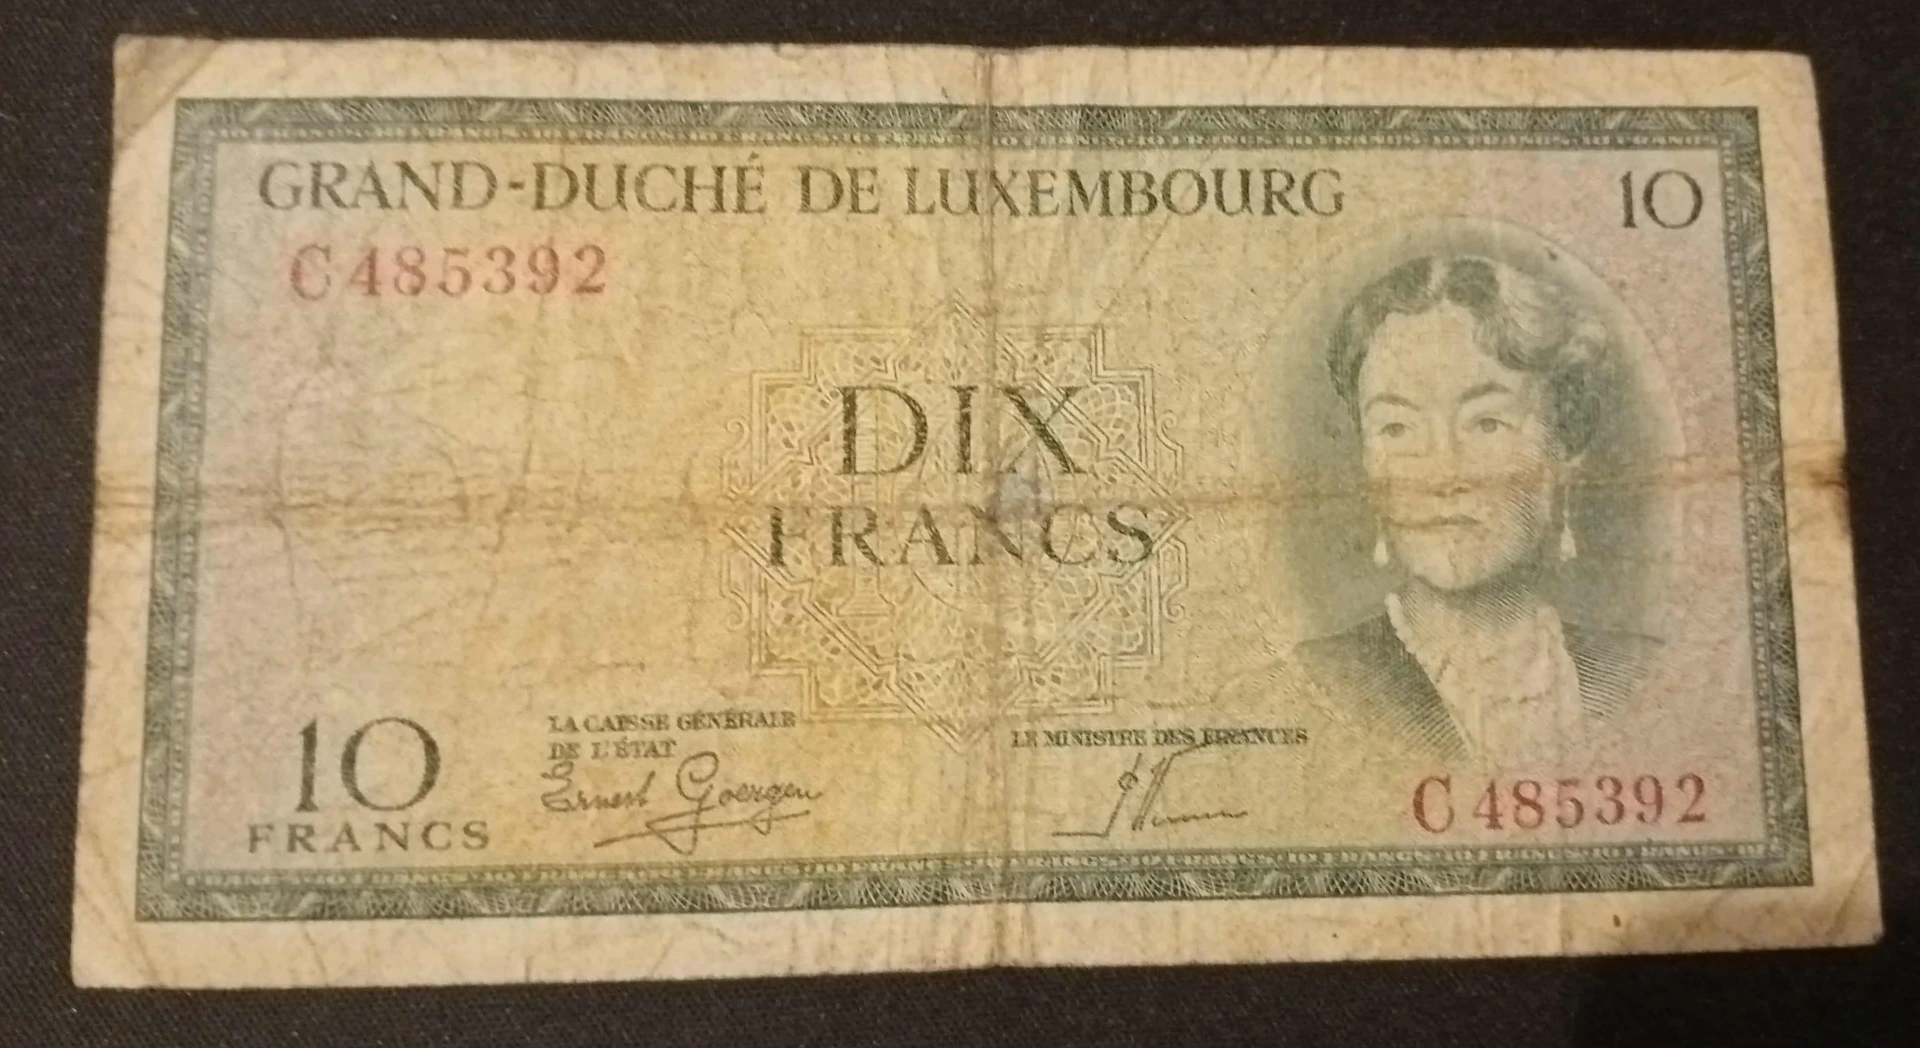 GRAND-DUCHÉ DE LUXEMBOURG
10
C 485392
DIX
FRANCS
10
FRANCS
LA CAISSE GÉNÉRALE
DE L'ÉTAT
Ernest Goergen
LE MINISTRE DES FINANCES
C 485392